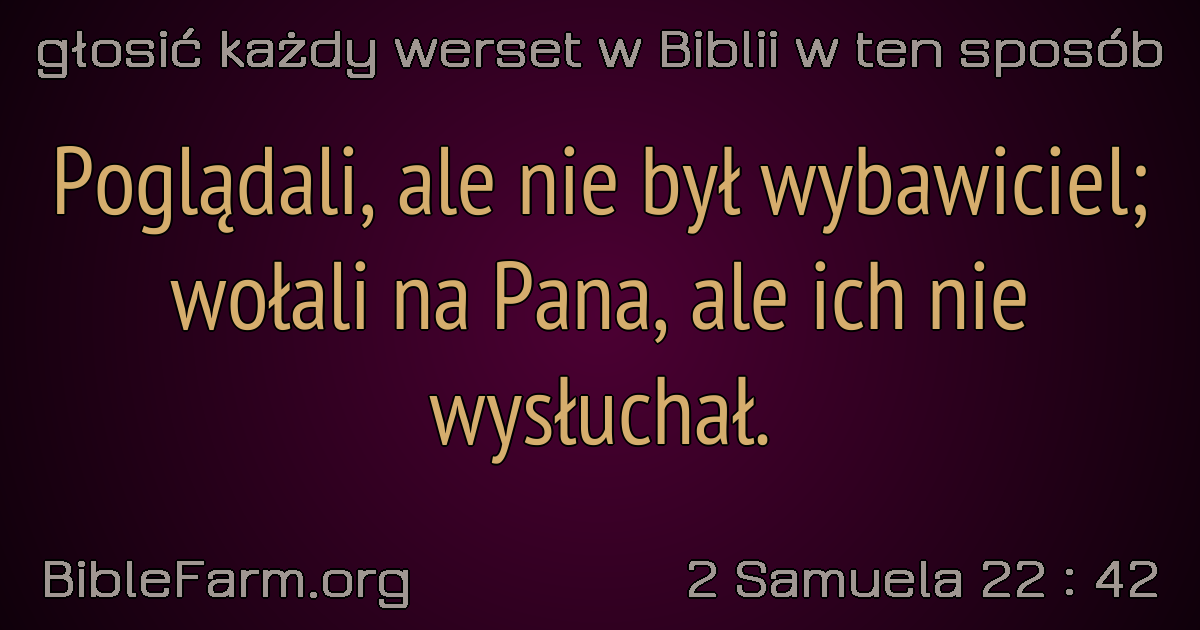 głosić każdy werset w Biblii w ten sposób
Poglądali, ale nie był wybawiciel;
wołali na Pana, ale ich nie
wysłuchał.
BibleFarm.org
2 Samuela 22 : 42